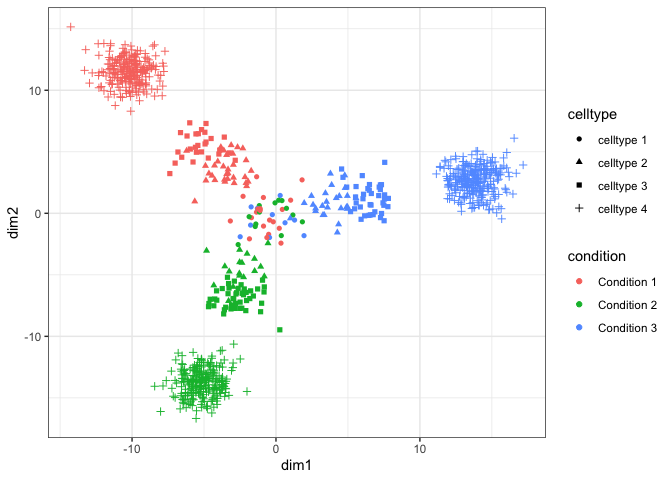 10
0
-10
dim2
-10
0
10
dim1
celltype
celltype 1
celltype 2
celltype 3
celltype 4
condition
Condition 1
Condition 2
Condition 3